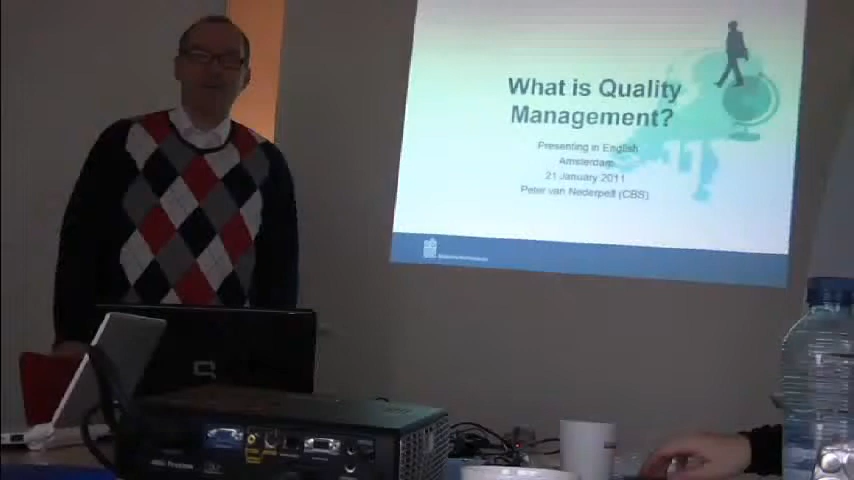 What is Quality
Management?
Presenting in English
Amsterdam
21 January 2011
Peter van Nederpelt (CBS)